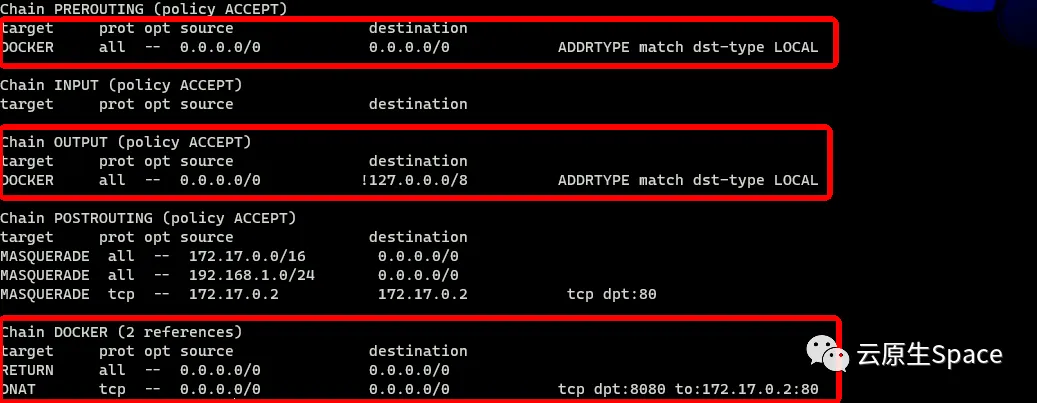 Chain PREROUTING (policy ACCEPT)
target     prot opt source               destination
DOCKER     all  --  0.0.0.0/0            0.0.0.0/0            ADDRTYPE match dst-type LOCAL
Chain INPUT (policy ACCEPT)
target     prot opt source               destination
Chain OUTPUT (policy ACCEPT)
target     prot opt source               destination
DOCKER     all  --  0.0.0.0/0           !127.0.0.0/8          ADDRTYPE match dst-type LOCAL
Chain POSTROUTING (policy ACCEPT)
target     prot opt source               destination
MASQUERADE  all  --  172.17.0.0/16        0.0.0.0/0
MASQUERADE  all  --  192.168.1.0/24       0.0.0.0/0
MASQUERADE  tcp  --  172.17.0.2           172.17.0.2           tcp dpt:80
Chain DOCKER (2 references)
target     prot opt source               destination
RETURN     all  --  0.0.0.0/0            0.0.0.0/0
DNAT       tcp  --  0.0.0.0/0            0.0.0.0/0            tcp dpt:8080 to:172.17.0.2:80
云原生Space